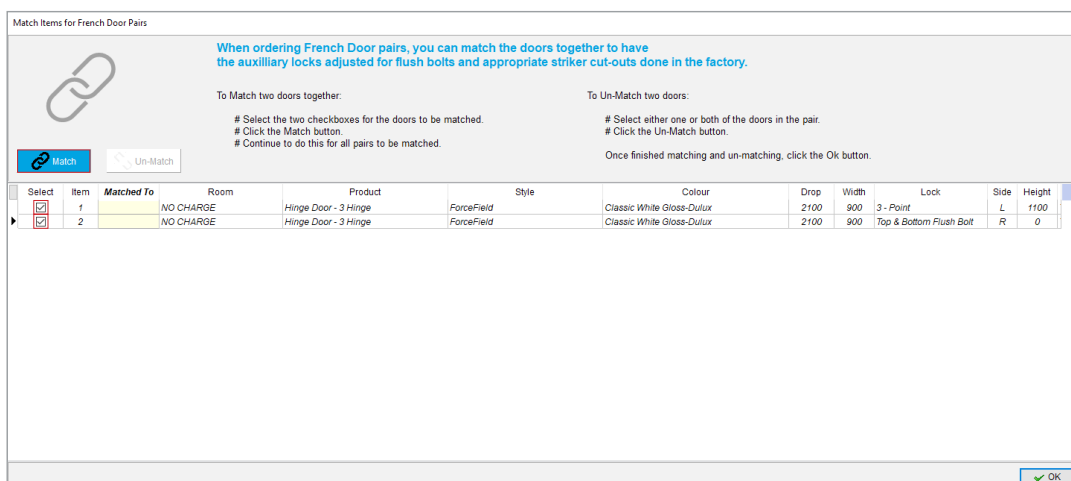 Match Items for French Door Pairs
When ordering French Door pairs, you can match the doors together to have
the auxilliary locks adjusted for flush bolts and appropriate striker cut-outs done in the factory.
To Match two doors together:
# Select the two checkboxes for the doors to be matched.
# Click the Match button.
# Continue to do this for all pairs to be matched.
To Un-Match two doors:
# Select either one or both of the doors in the pair.
# Click the Un-Match button.
Once finished matching and un-matching, click the Ok button.
Match
Un-Match
Select Item Matched To Room Product Style Colour Drop Width Lock Side Height
1 NO CHARGE Hinge Door - 3 Hinge ForceField Classic White Gloss-Dulux 2100 900 3 - Point L 1100
2 NO CHARGE Hinge Door - 3 Hinge ForceField Classic White Gloss-Dulux 2100 900 Top & Bottom Flush Bolt R 0
OK